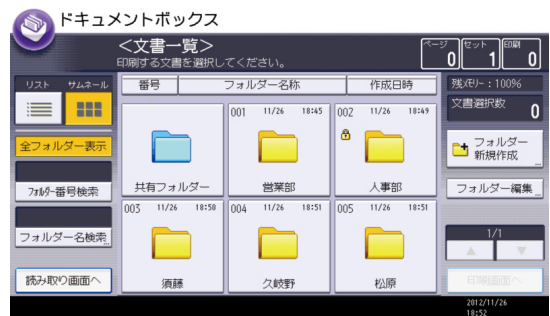 ドキュメントボックス
<文書一覧>
印刷する文書を選択してください。
ページ セット 印刷
0 1 0
リスト サムネール
番号 フォルダー名称 作成日時
残メモリー:100%
文書選択数
0
全フォルダー表示
フォルダー番号検索
フォルダー名検索
読み取り画面へ
共有フォルダー
001 11/26 18:45
営業部
002 11/26 18:49
人事部
003 11/26 18:50
須藤
004 11/26 18:51
久岐野
005 11/26 18:51
松原
フォルダー
新規作成
フォルダー編集
1/1
▲ ▼
印刷画面へ
2012/11/26
18:52